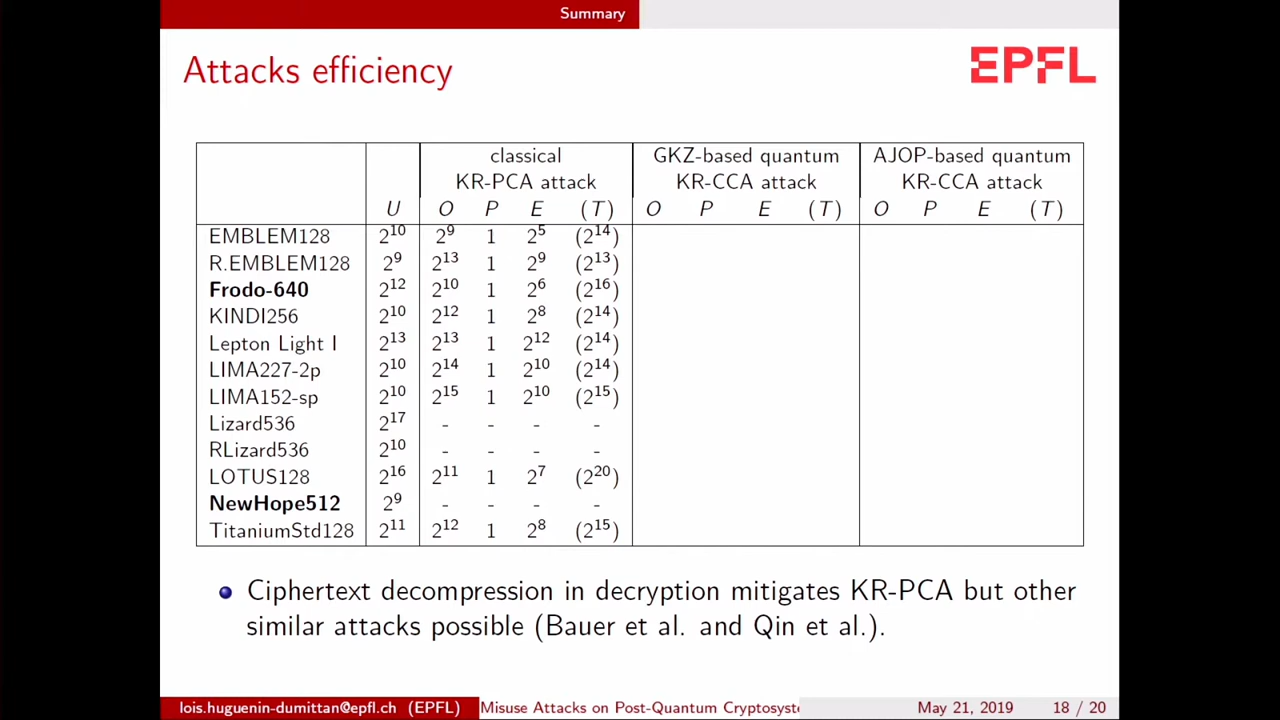 Summary
Attacks efficiency
EPFL
classical GKZ-based quantum AJOP-based quantum
KR-PCA attack KR-CCA attack KR-CCA attack
U O P E (T) O P E (T) O P E (T)
EMBLEM128 2^10 2^9 1 2^5 (2^14)
R.EMBLEM128 2^9 2^13 1 2^9 (2^13)
Frodo-640 2^12 2^10 1 2^6 (2^16)
KINDI256 2^10 2^12 1 2^8 (2^14)
Lepton Light I 2^13 2^13 1 2^12 (2^14)
LIMA227-2p 2^10 2^14 1 2^10 (2^14)
LIMA152-sp 2^10 2^15 1 2^10 (2^15)
Lizard536 2^17 - - - -
RLizard536 2^10 - - - -
LOTUS128 2^16 2^11 1 2^7 (2^20)
NewHope512 2^9 - - - -
TitaniumStd128 2^11 2^12 1 2^8 (2^15)
Ciphertext decompression in decryption mitigates KR-PCA but other
similar attacks possible (Bauer et al. and Qin et al.).
lois.huguenin-dumittan@epfl.ch (EPFL) Misuse Attacks on Post-Quantum Cryptosyste May 21, 2019 18 / 20